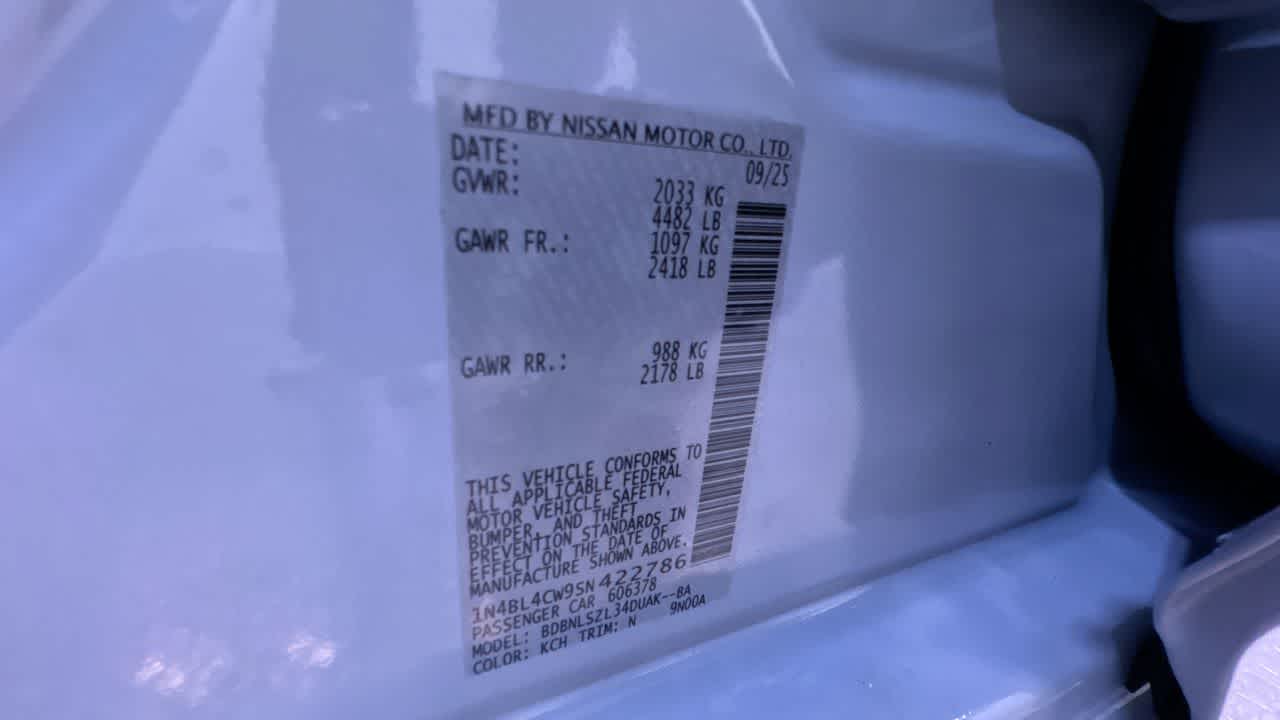 MFD BY NISSAN MOTOR CO., LTD.
DATE: 09/25
GVWR: 2033 KG
4482 LB
GAWR FR.: 1097 KG
2418 LB
GAWR RR.: 988 KG
2178 LB
THIS VEHICLE CONFORMS TO
ALL APPLICABLE FEDERAL
MOTOR VEHICLE SAFETY,
BUMPER, AND THEFT
PREVENTION STANDARDS IN
EFFECT ON THE DATE OF
MANUFACTURE SHOWN ABOVE.
1N4BL4CW9SN422786
PASSENGER CAR 606378
MODEL: BDBNLSZL34DUAK--BA
COLOR: KCH TRIM: N 9N00A